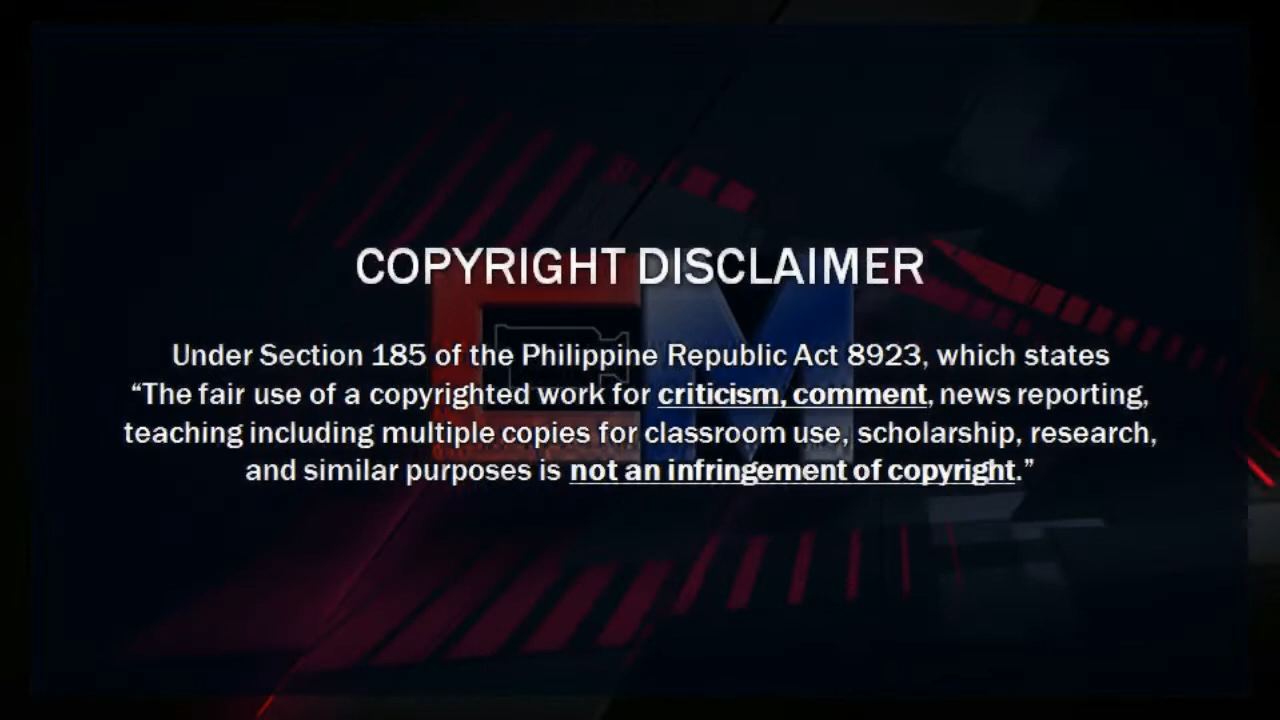 COPYRIGHT DISCLAIMER
Under Section 185 of the Philippine Republic Act 8923, which states
“The fair use of a copyrighted work for criticism, comment, news reporting,
teaching including multiple copies for classroom use, scholarship, research,
and similar purposes is not an infringement of copyright.”